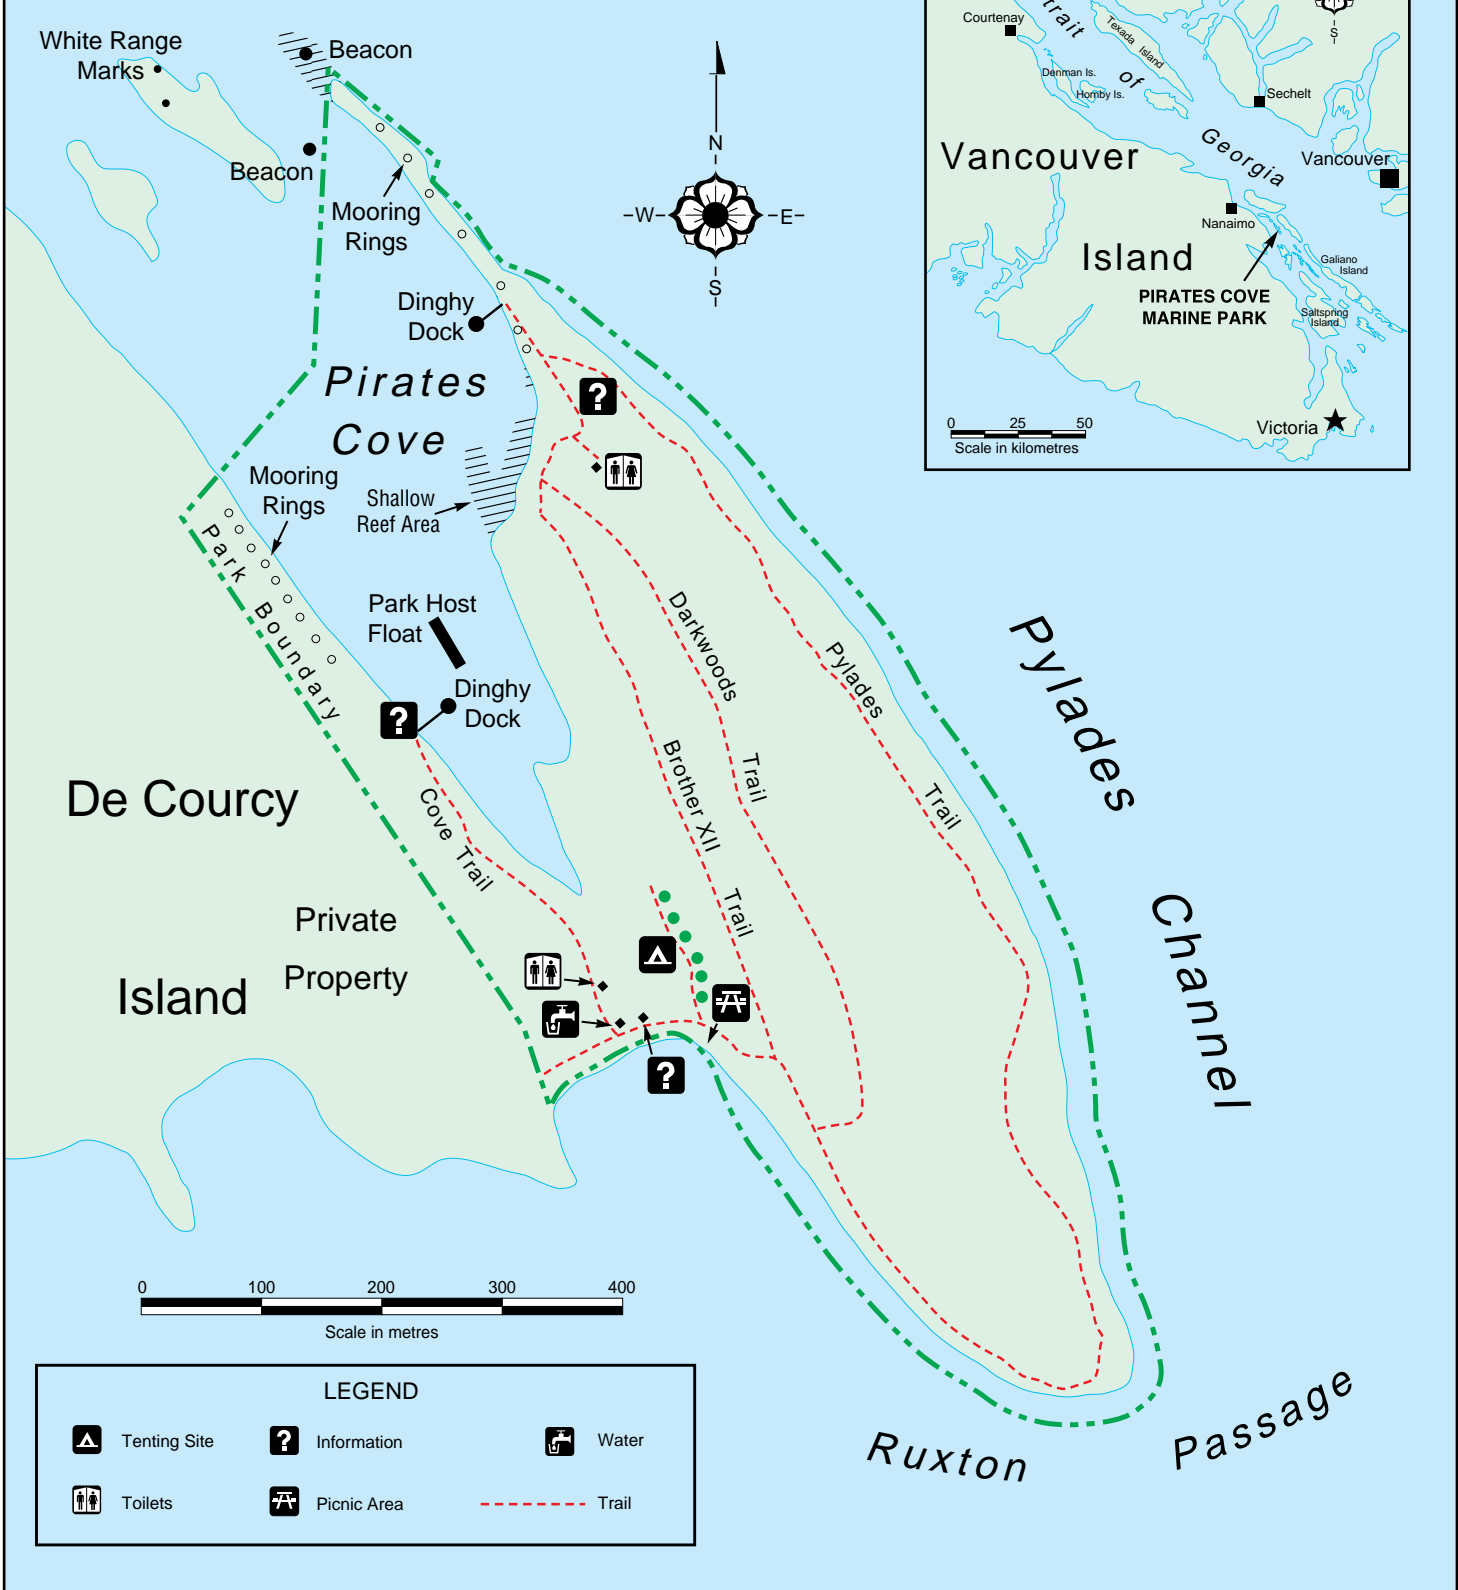 White Range
Marks
Beacon
Beacon
Mooring
Rings
N
-W-
-E-
S
Dinghy
Dock
Pirates
Cove
Mooring
Rings
Shallow
Reef Area
Park Boundary
Park Host
Float
Dinghy
Dock
Darkwoods
Trail
Pylades
Trail
Brother XII
Trail
Cove Trail
De Courcy
Island
Private
Property
Pylades
Channel
Ruxton
Passage
0 100 200 300 400
Scale in metres
LEGEND
Tenting Site
Information
Water
Toilets
Picnic Area
Trail
Courtenay
trait
of
Georgia
Texada Island
S
Denman Is.
Hornby Is.
Sechelt
Vancouver
Island
Vancouver
Nanaimo
Galiano
Island
PIRATES COVE
MARINE PARK
Saltspring
Island
0 25 50
Scale in kilometres
Victoria